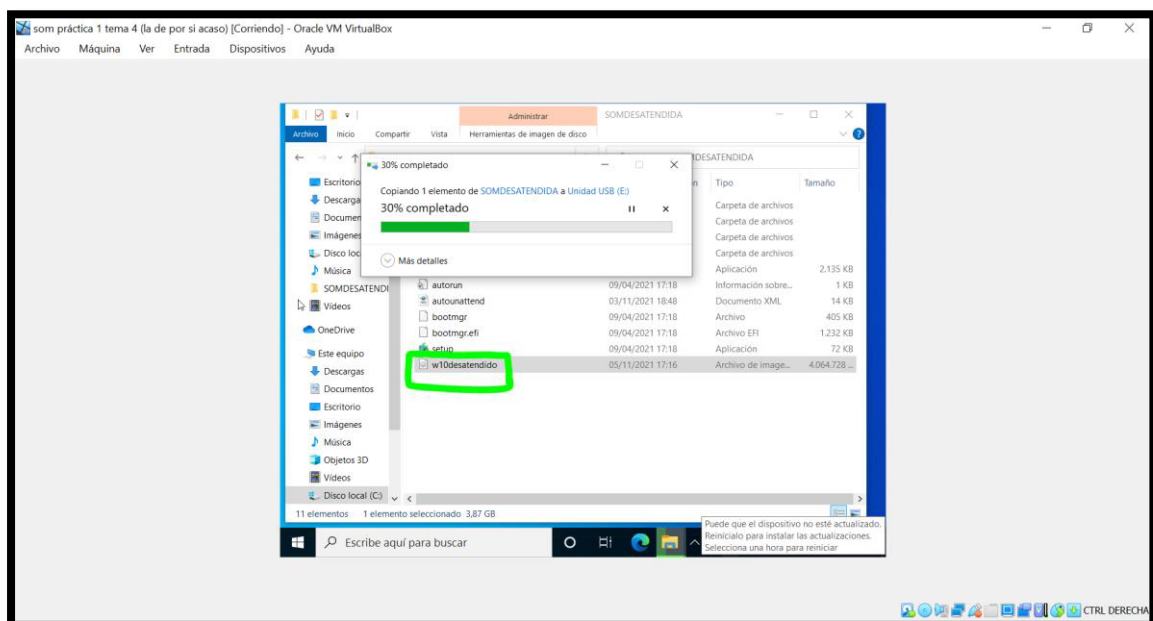 som práctica 1 tema 4 (la de por si acaso) [Corriendo] - Oracle VM VirtualBox
Archivo Máquina Ver Entrada Dispositivos Ayuda
Administrar SOMDESATENDIDA
Archivo Inicio Compartir Vista Herramientas de imagen de disco
30% completado
Copiando 1 elemento de SOMDESATENDIDA a Unidad USB (E:)
30% completado
Más detalles
Tipo Tamaño
Escritorio
Descarga
Documen
Imágenes
Disco loc
Música
SOMDESATENDI
Vídeos
OneDrive
Este equipo
Descargas
Documentos
Escritorio
Imágenes
Música
Objetos 3D
Vídeos
Disco local (C:)
Carpeta de archivos
Carpeta de archivos
Carpeta de archivos
Carpeta de archivos
Aplicación 2.135 KB
autorun 09/04/2021 17:18 Información sobre... 1 KB
autounattend 03/11/2021 18:48 Documento XML 14 KB
bootmgr 09/04/2021 17:18 Archivo 405 KB
bootmgr.efi 09/04/2021 17:18 Archivo EFI 1.232 KB
setup 09/04/2021 17:18 Aplicación 72 KB
w10desatendido 05/11/2021 17:16 Archivo de image... 4.064.728 ...
11 elementos 1 elemento seleccionado 3,87 GB
Puede que el dispositivo no esté actualizado.
Reinícialo para instalar las actualizaciones.
Selecciona una hora para reiniciar
Escribe aquí para buscar
CTRL DERECHA